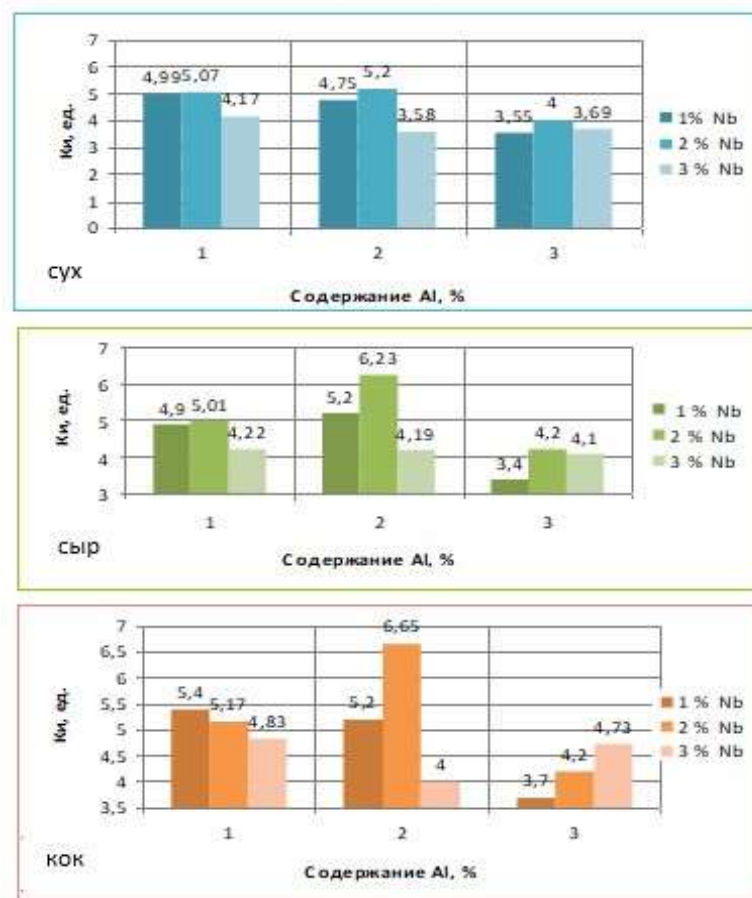 7
6
5
4
3
2
1
0
Ки, ед.
4,99 5,07 4,17
4,75 5,2 3,58
3,55 4 3,69
1% Nb
2 % Nb
3 % Nb
1 2 3
сух
Содержание Al, %
7
6
5
4
3
Ки, ед.
4,9 5,01 4,22
5,2 6,23 4,19
3,4 4,2 4,1
1 % Nb
2 % Nb
3 % Nb
1 2 3
сыр
Содержание Al, %
7
6,5
6
5,5
5
4,5
4
3,5
Ки, ед.
5,4 5,17 4,83
5,2 6,65 4
3,7 4,2 4,73
1 % Nb
2 % Nb
3 % Nb
1 2 3
кок
Содержание Al, %